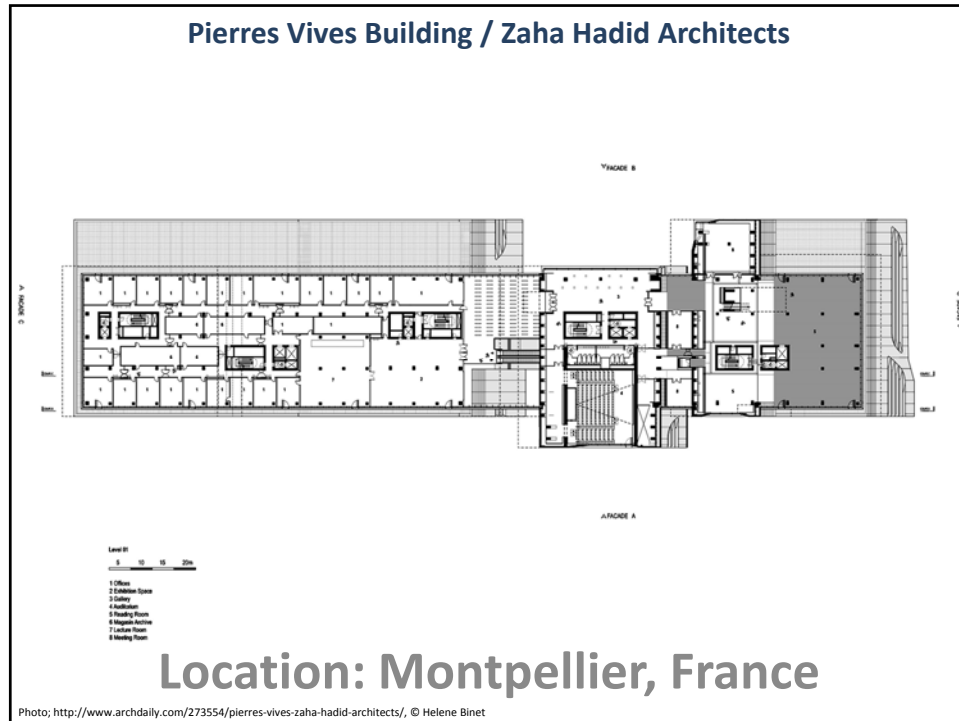 Pierres Vives Building / Zaha Hadid Architects
FACADE B
FACADE C
FACADE A
Level 01
5 10 15 20m
1 Offices
2 Exhibition Space
3 Gallery
4 Auditorium
5 Reading Room
6 Magasin Archive
7 Lecture Room
8 Meeting Room
Location: Montpellier, France
Photo; http://www.archdaily.com/273554/pierres-vives-zaha-hadid-architects/, © Helene Binet